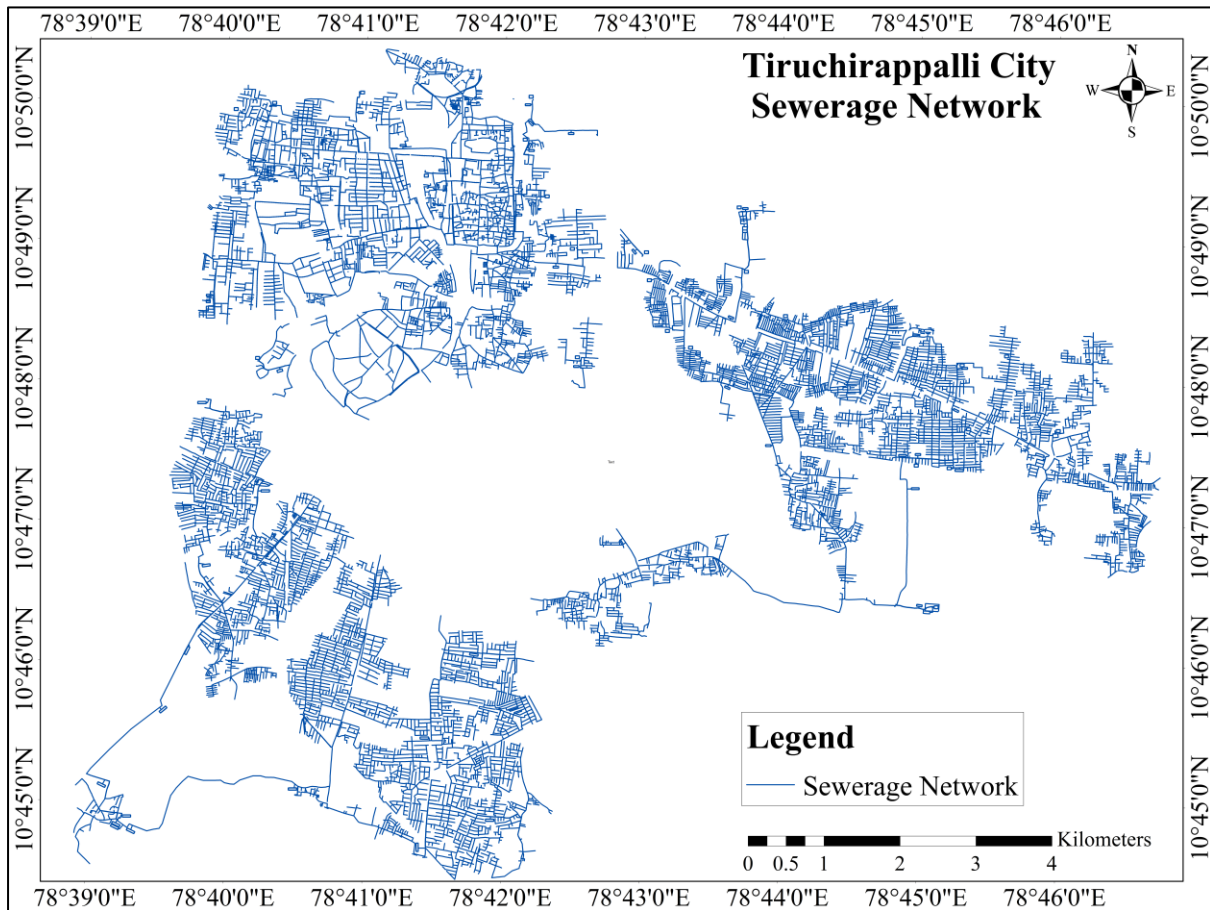 78°39'0"E 78°40'0"E 78°41'0"E 78°42'0"E 78°43'0"E 78°44'0"E 78°45'0"E 78°46'0"E
Tiruchirappalli City
Sewerage Network
N
W E
S
10°50'0"N 10°50'0"N
10°49'0"N 10°49'0"N
10°48'0"N 10°48'0"N
10°47'0"N 10°47'0"N
10°46'0"N 10°46'0"N
10°45'0"N 10°45'0"N
Legend
Sewerage Network
Kilometers
0 0.5 1 2 3 4
78°39'0"E 78°40'0"E 78°41'0"E 78°42'0"E 78°43'0"E 78°44'0"E 78°45'0"E 78°46'0"E